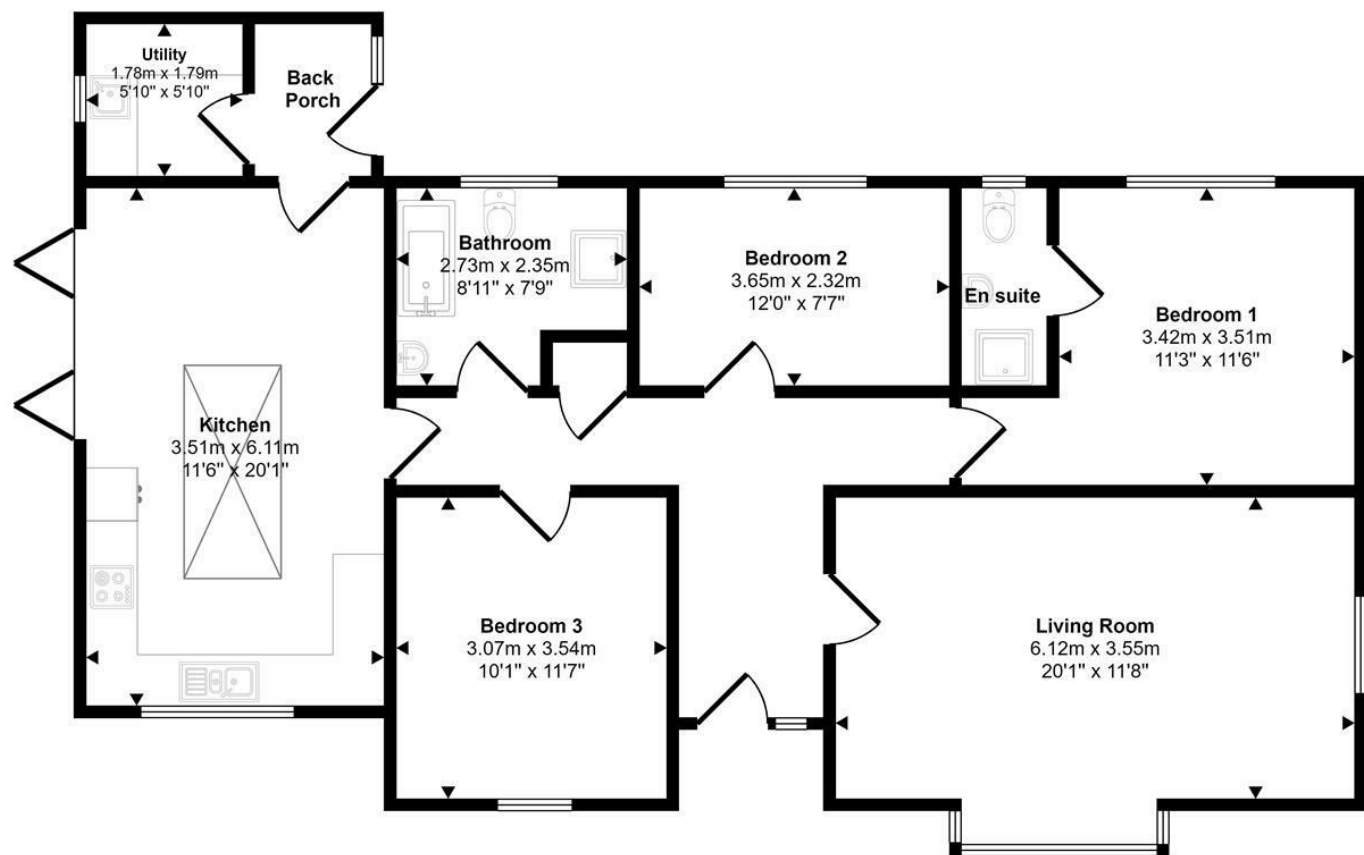 Utility
1.78m x 1.79m
5'10" x 5'10"
Back
Porch
Bathroom
2.73m x 2.35m
8'11" x 7'9"
Bedroom 2
3.65m x 2.32m
12'0" x 7'7"
En suite
Bedroom 1
3.42m x 3.51m
11'3" x 11'6"
Kitchen
3.51m x 6.11m
11'6" x 20'1"
Bedroom 3
3.07m x 3.54m
10'1" x 11'7"
Living Room
6.12m x 3.55m
20'1" x 11'8"